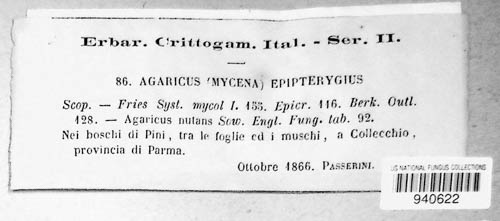 Erbar. Crittogam. Ital. - Ser. II.
86. AGARICUS (MYCENA) EPIPTERYGIUS
Scop. — Fries Syst. mycol I. 155. Epicr. 116. Berk. Outl.
128. — Agaricus nutans Sow. Engl. Fung. tab. 92.
Nei boschi di Pini, tra le foglie ed i muschi, a Collecchio,
provincia di Parma.
Ottobre 1866. PASSERINI.
US NATIONAL FUNGUS COLLECTIONS
940622